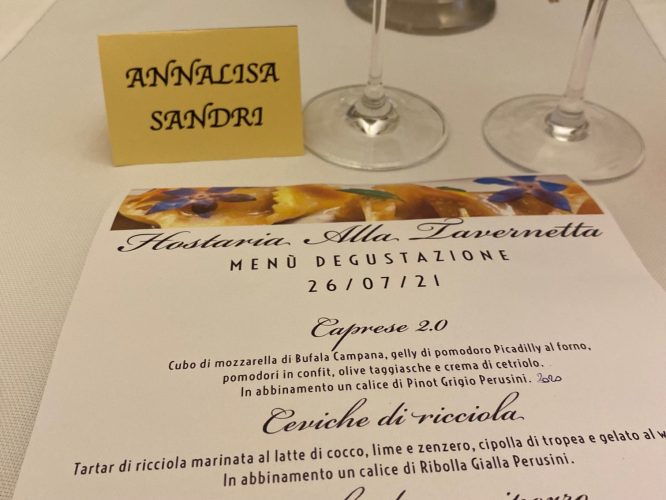 ANNALISA
SANDRI
Hostaria Alla Tavernetta
MENÙ DEGUSTAZIONE
26/07/21
Caprese 2.0
Cubo di mozzarella di Bufala Campana, gelly di pomodoro Picadilly al forno,
pomodori in confit, olive taggiasche e crema di cetriolo.
In abbinamento un calice di Pinot Grigio Perusini. 2020
Ceviche di ricciola
Tartar di ricciola marinata al latte di cocco, lime e zenzero, cipolla di tropea e gelato al w
In abbinamento un calice di Ribolla Gialla Perusini.